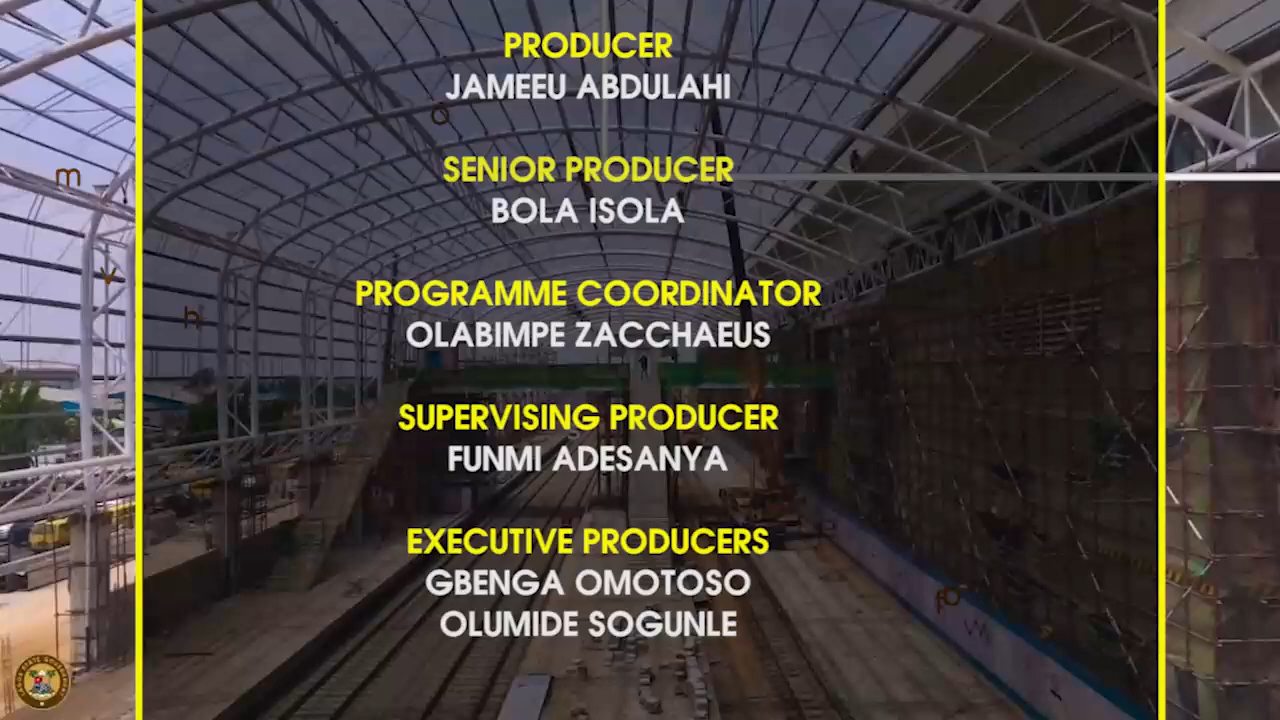 PRODUCER
JAMEEU ABDULAHI
SENIOR PRODUCER
BOLA ISOLA
PROGRAMME COORDINATOR
OLABIMPE ZACCHAEUS
SUPERVISING PRODUCER
FUNMI ADESANYA
EXECUTIVE PRODUCERS
GBENGA OMOTOSO
OLUMIDE SOGUNLE